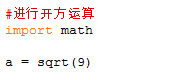 #进行开方运算
import math
a = sqrt(9)